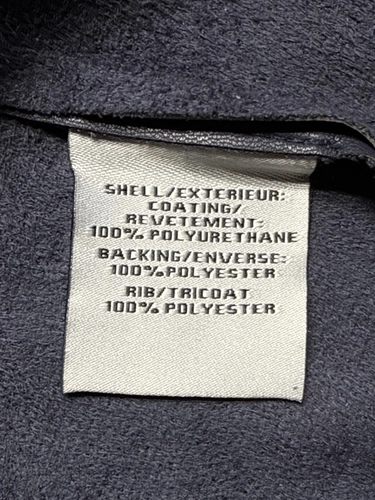 SHELL/EXTERIEUR:
COATING/
REVETEMENT:
100% POLYURETHANE
BACKING/ENVERSE:
100% POLYESTER
RIB/TRICOAT
100% POLYESTER